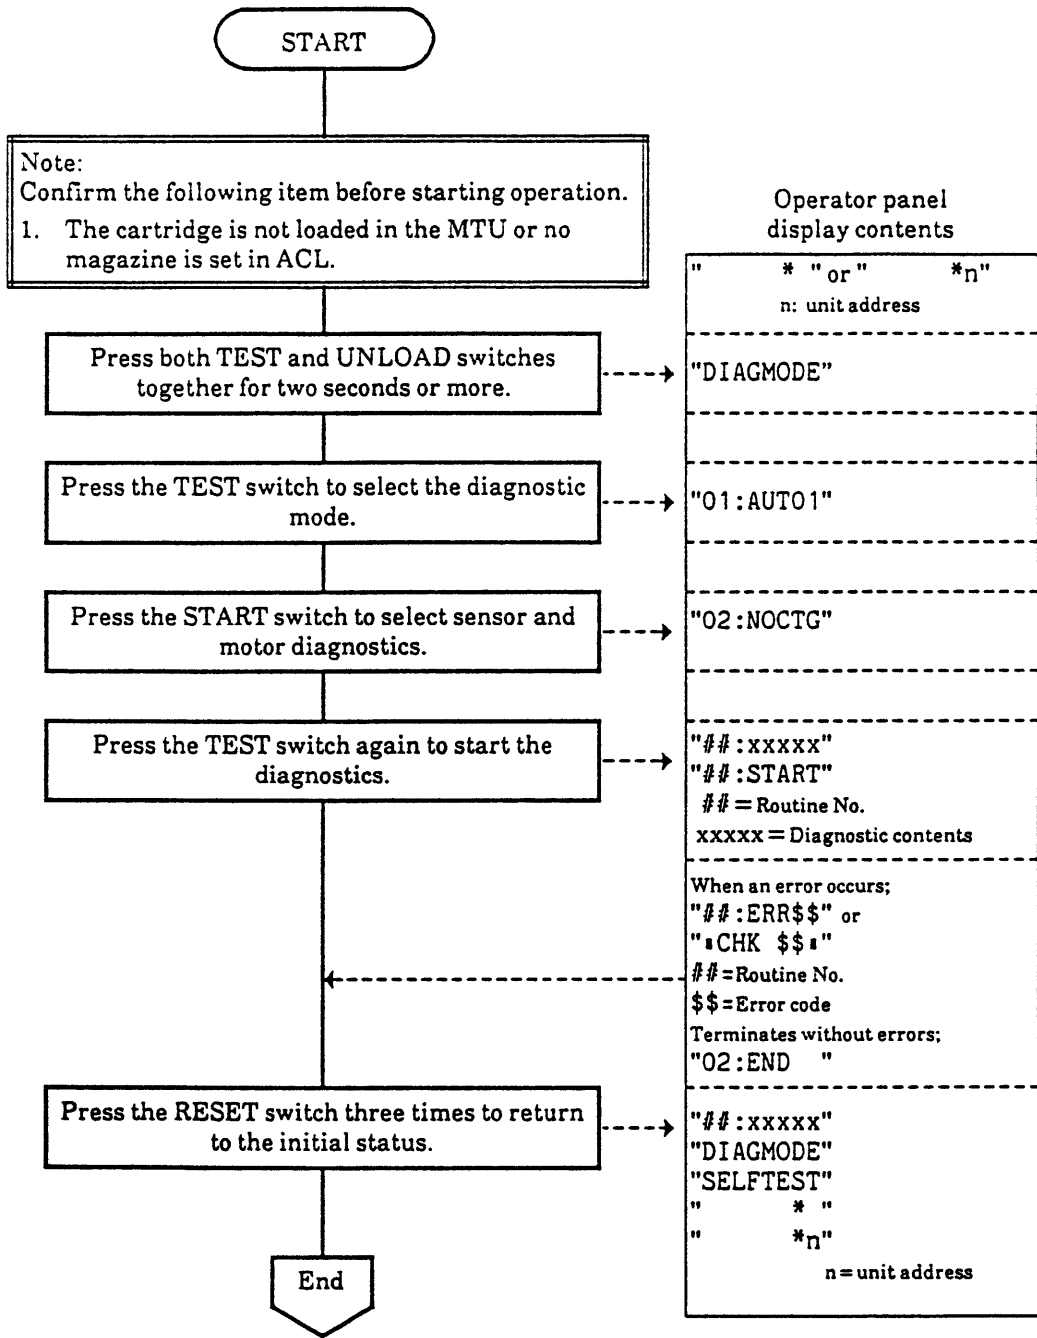 START
Note:
Confirm the following item before starting operation.
1. The cartridge is not loaded in the MTU or no
magazine is set in ACL.
Press both TEST and UNLOAD switches
together for two seconds or more.
Press the TEST switch to select the diagnostic
mode.
Press the START switch to select sensor and
motor diagnostics.
Press the TEST switch again to start the
diagnostics.
Press the RESET switch three times to return
to the initial status.
End
Operator panel
display contents
"       * " or "       *n"
n: unit address
"DIAGMODE"
"01:AUTO1"
"02:NOCTG"
"##:xxxxx"
"##:START"
## = Routine No.
xxxxx = Diagnostic contents
When an error occurs;
"##:ERR$$" or
"∎CHK $$∎"
##=Routine No.
$$=Error code
Terminates without errors;
"02:END  "
"##:xxxxx"
"DIAGMODE"
"SELFTEST"
"       * "
"       *n"
n=unit address